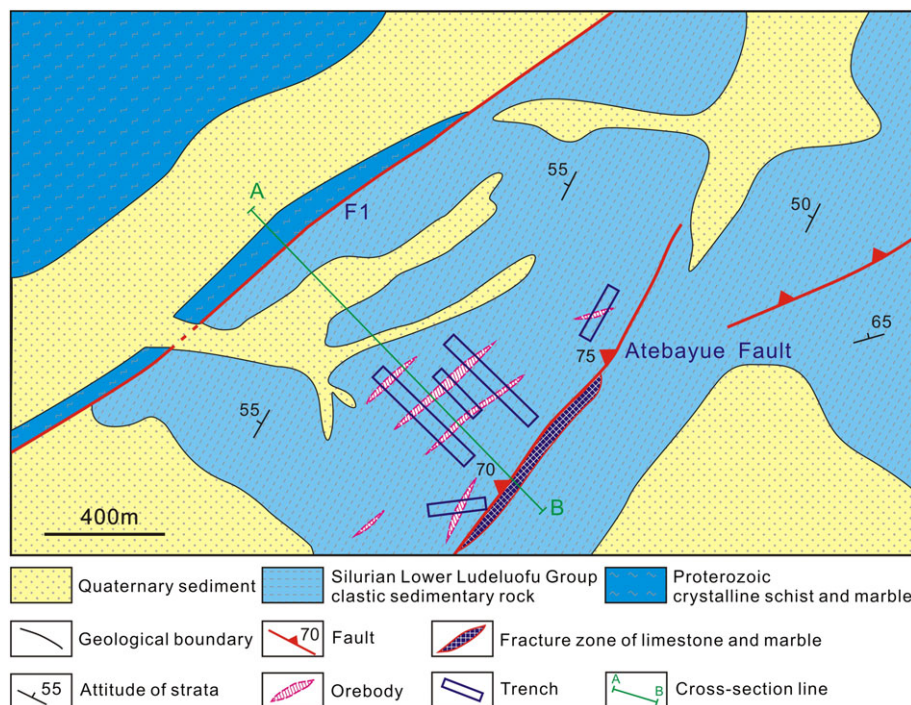 55
50
A
F1
65
75
Atebayue Fault
55
70
B
400m
Quaternary sediment
Silurian Lower Ludeluofu Group
clastic sedimentary rock
Proterozoic
crystalline schist and marble
Geological boundary
70
Fault
Fracture zone of limestone and marble
55
Attitude of strata
Orebody
Trench
A
B
Cross-section line